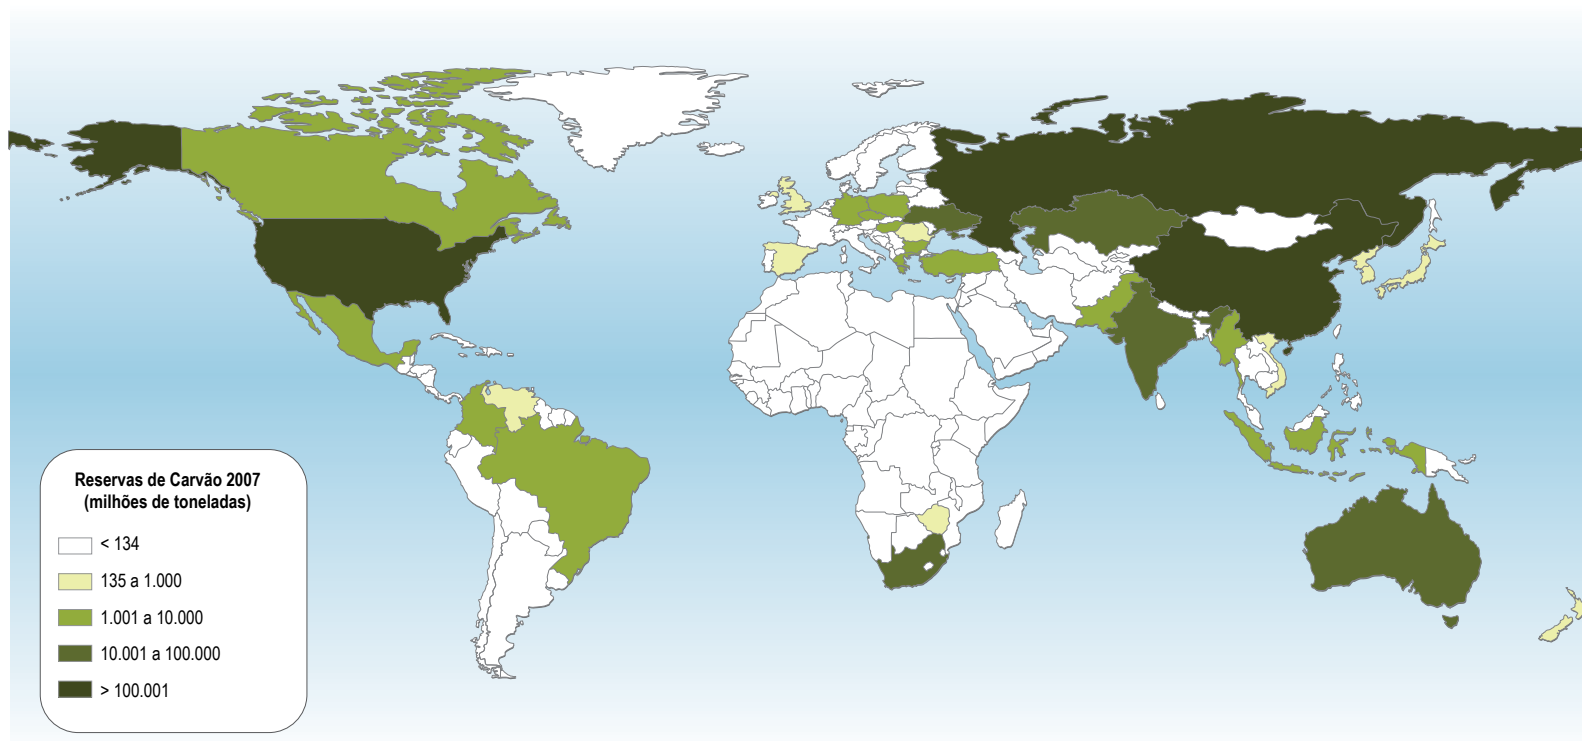 Reservas de Carvão 2007
(milhões de toneladas)
< 134
135 a 1.000
1.001 a 10.000
10.001 a 100.000
> 100.001